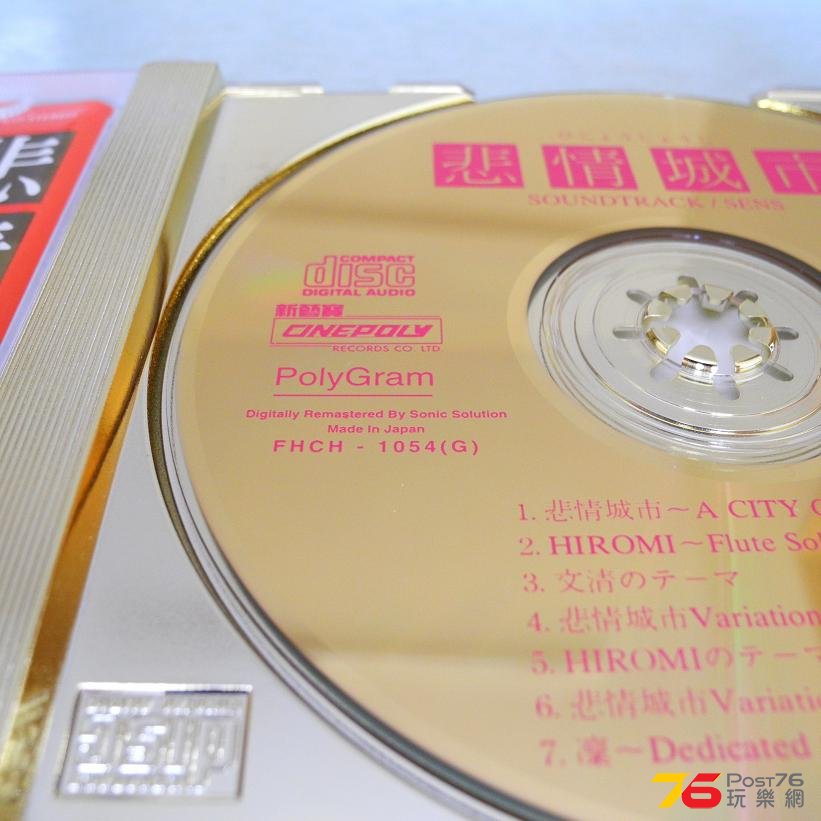 悲情城市
SOUNDTRACK / SENS
COMPACT
disc
DIGITAL AUDIO
新藝寶
CINEPOLY
RECORDS CO. LTD
PolyGram
Digitally Remastered By Sonic Solution
Made In Japan
FHCH - 1054(G)
1. 悲情城市～A CITY
2. HIROMI～Flute
3. 文清のテーマ
4. 悲情城市Variation
5. HIROMIのテーマ
6. 悲情城市Variatio
7. 凜～Dedicated
disc
POST76
玩樂網